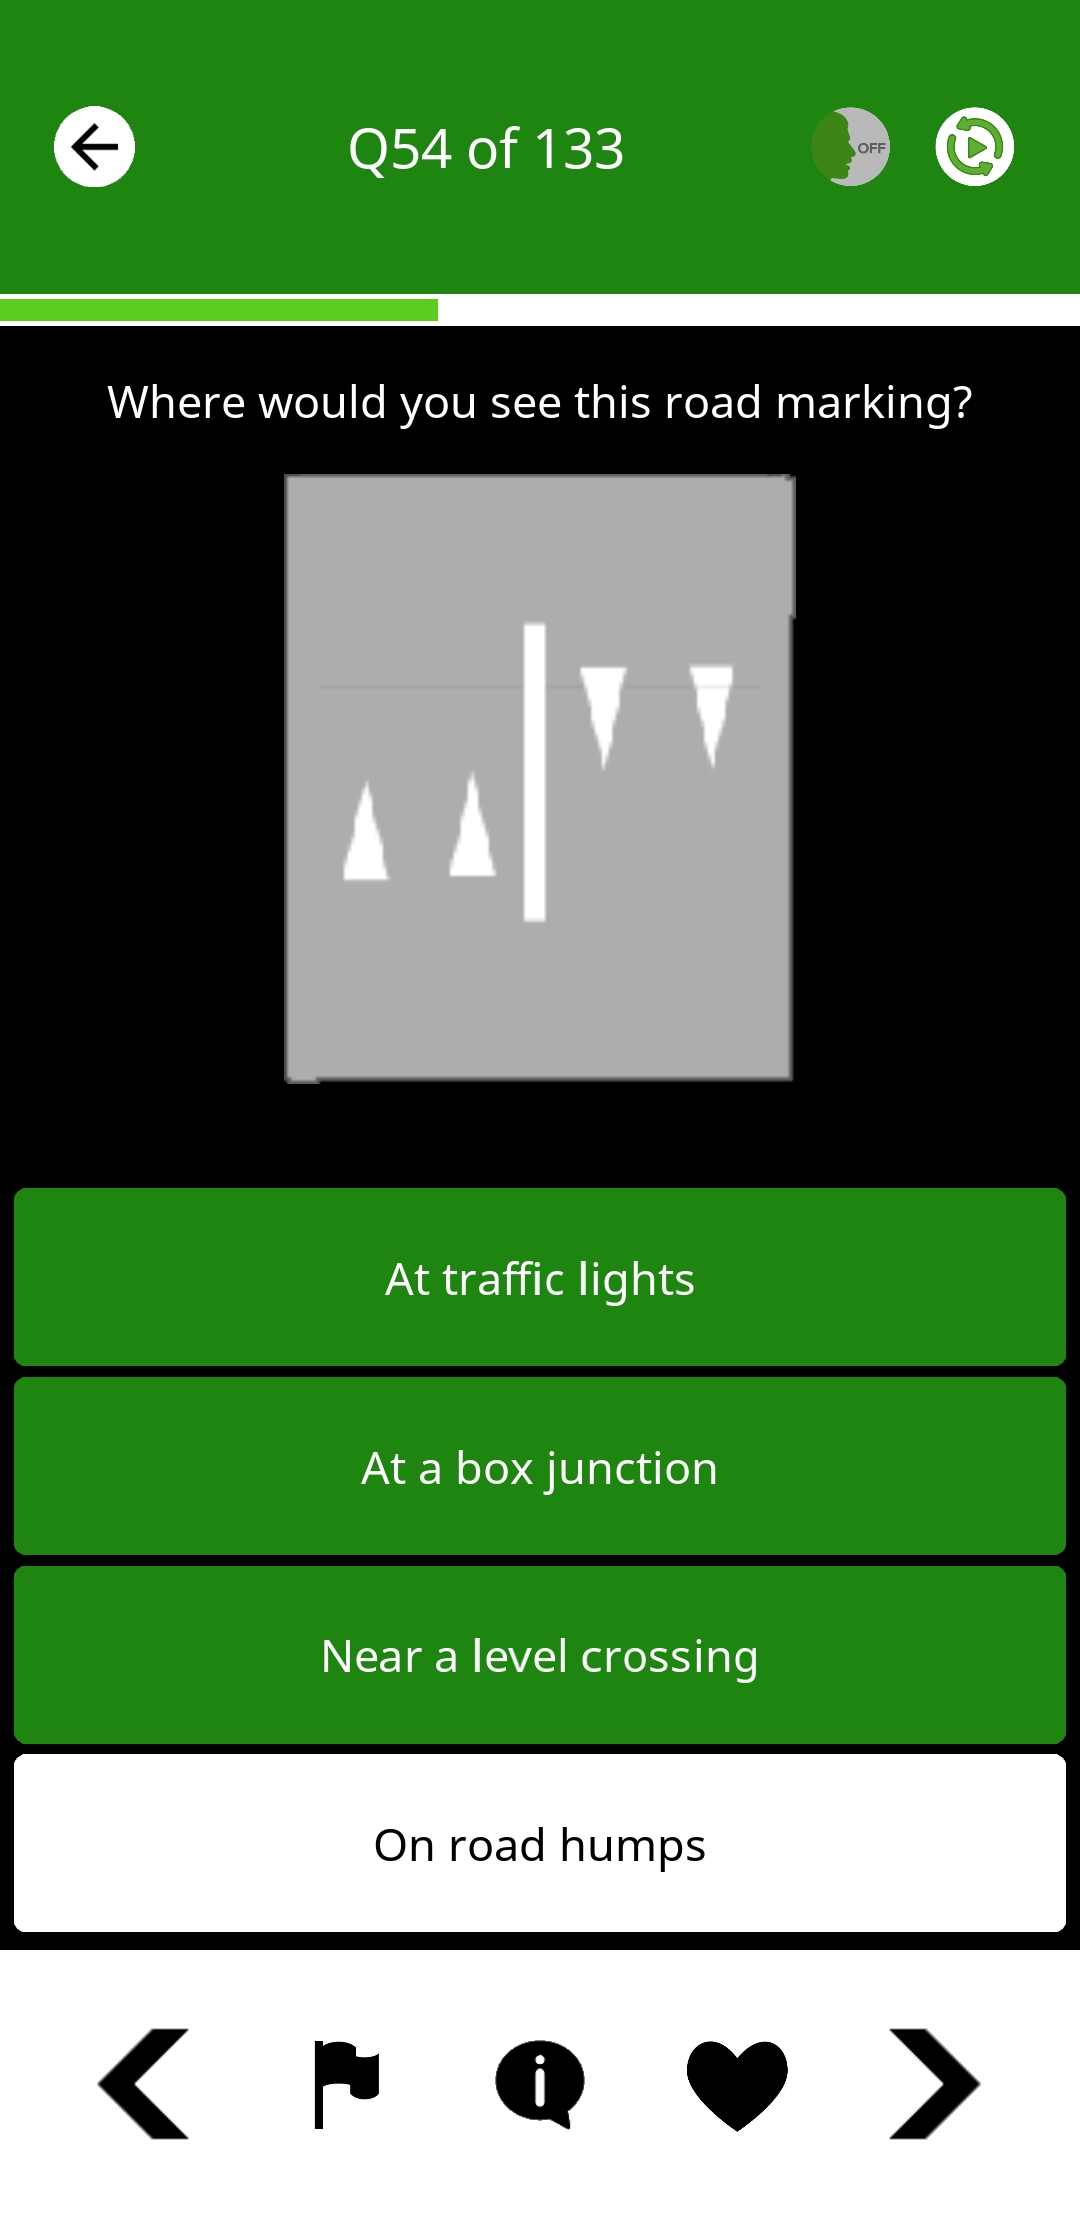 Q54 of 133
OFF
Where would you see this road marking?
At traffic lights
At a box junction
Near a level crossing
On road humps